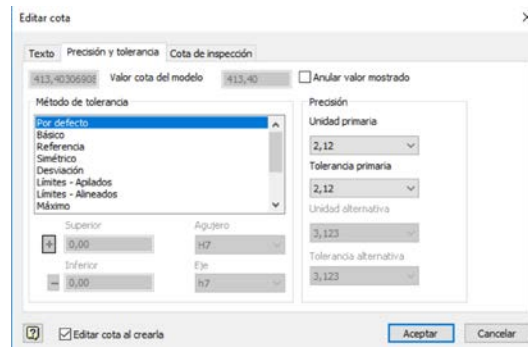 Editar cota
Texto Precisión y tolerancia Cota de inspección
413,40306908 Valor cota del modelo 413,40 Anular valor mostrado
Método de tolerancia
Por defecto
Básico
Referencia
Simétrico
Desviación
Límites - Apilados
Límites - Alineados
Máximo
Superior Agujero
+ 0,00 H7
Inferior Eje
- 0,00 h7
Precisión
Unidad primaria
2,12
Tolerancia primaria
2,12
Unidad alternativa
3,123
Tolerancia alternativa
3,123
? Editar cota al crearla Aceptar Cancelar